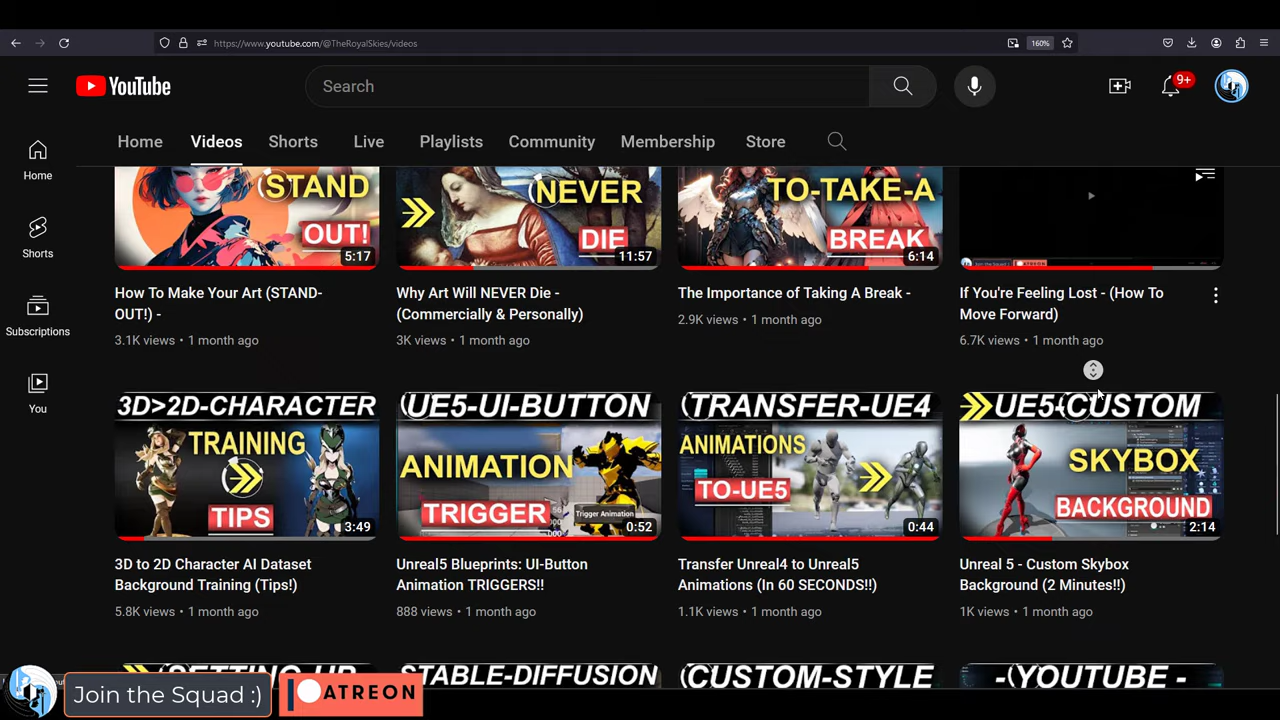 https://www.youtube.com/@TheRoyalSkies/videos
160%
YouTube
Search
9+
Home
Videos
Shorts
Live
Playlists
Community
Membership
Store
Home
Shorts
Subscriptions
You
STAND
OUT!
5:17
NEVER
DIE
11:57
TO-TAKE-A
BREAK
6:14
How To Make Your Art (STAND-
OUT!) -
3.1K views • 1 month ago
Why Art Will NEVER Die -
(Commercially & Personally)
3K views • 1 month ago
The Importance of Taking A Break -
2.9K views • 1 month ago
If You're Feeling Lost - (How To
Move Forward)
6.7K views • 1 month ago
3D>2D-CHARACTER
TRAINING
TIPS
3:49
(UE5-UI-BUTTON
ANIMATION
TRIGGER
Trigger Animation
0:52
(TRANSFER-UE4
ANIMATIONS
TO-UE5
0:44
UE5-CUSTOM
SKYBOX
BACKGROUND
2:14
3D to 2D Character AI Dataset
Background Training (Tips!)
5.8K views • 1 month ago
Unreal5 Blueprints: UI-Button
Animation TRIGGERS!!
888 views • 1 month ago
Transfer Unreal4 to Unreal5
Animations (In 60 SECONDS!!)
1.1K views • 1 month ago
Unreal 5 - Custom Skybox
Background (2 Minutes!!)
1K views • 1 month ago
SETTING-UP
STABLE-DIFFUSION
(CUSTOM-STYLE
-(YOUTUBE -
Join the Squad :)
PATREON